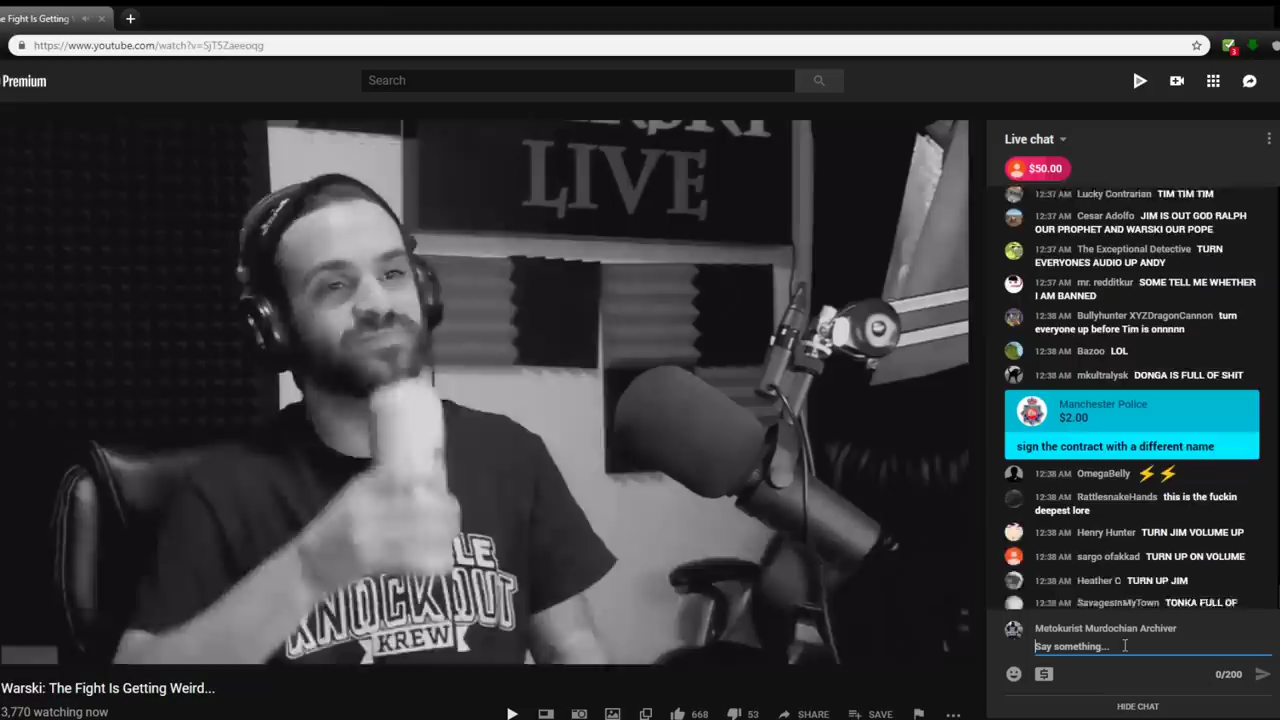 The Fight Is Getting
https://www.youtube.com/watch?v=SjT5Zaeeoqg
3
Premium
Search
LIVE
KNOCKOUT
KREW
Live chat
$50.00
12:37 AM Lucky Contrarian TIM TIM TIM
12:37 AM Cesar Adolfo JIM IS OUT GOD RALPH
OUR PROPHET AND WARSKI OUR POPE
12:37 AM The Exceptional Detective TURN
EVERYONES AUDIO UP ANDY
12:37 AM mr. redditkur SOME TELL ME WHETHER
I AM BANNED
12:38 AM Bullyhunter XYZDragonCannon turn
everyone up before Tim is onnnnn
12:38 AM Bazoo LOL
12:38 AM mkultralysk DONGA IS FULL OF SHIT
Manchester Police
$2.00
sign the contract with a different name
12:38 AM OmegaBelly ⚡⚡
12:38 AM RattlesnakeHands this is the fuckin
deepest lore
12:38 AM Henry Hunter TURN JIM VOLUME UP
12:38 AM sargo ofakkad TURN UP ON VOLUME
12:38 AM Heather C TURN UP JIM
12:38 AM SavagesInMyTown TONKA FULL OF
Metokurist Murdochian Archiver
Say something...
0/200
HIDE CHAT
Warski: The Fight Is Getting Weird...
3,770 watching now
668
53
SHARE
SAVE